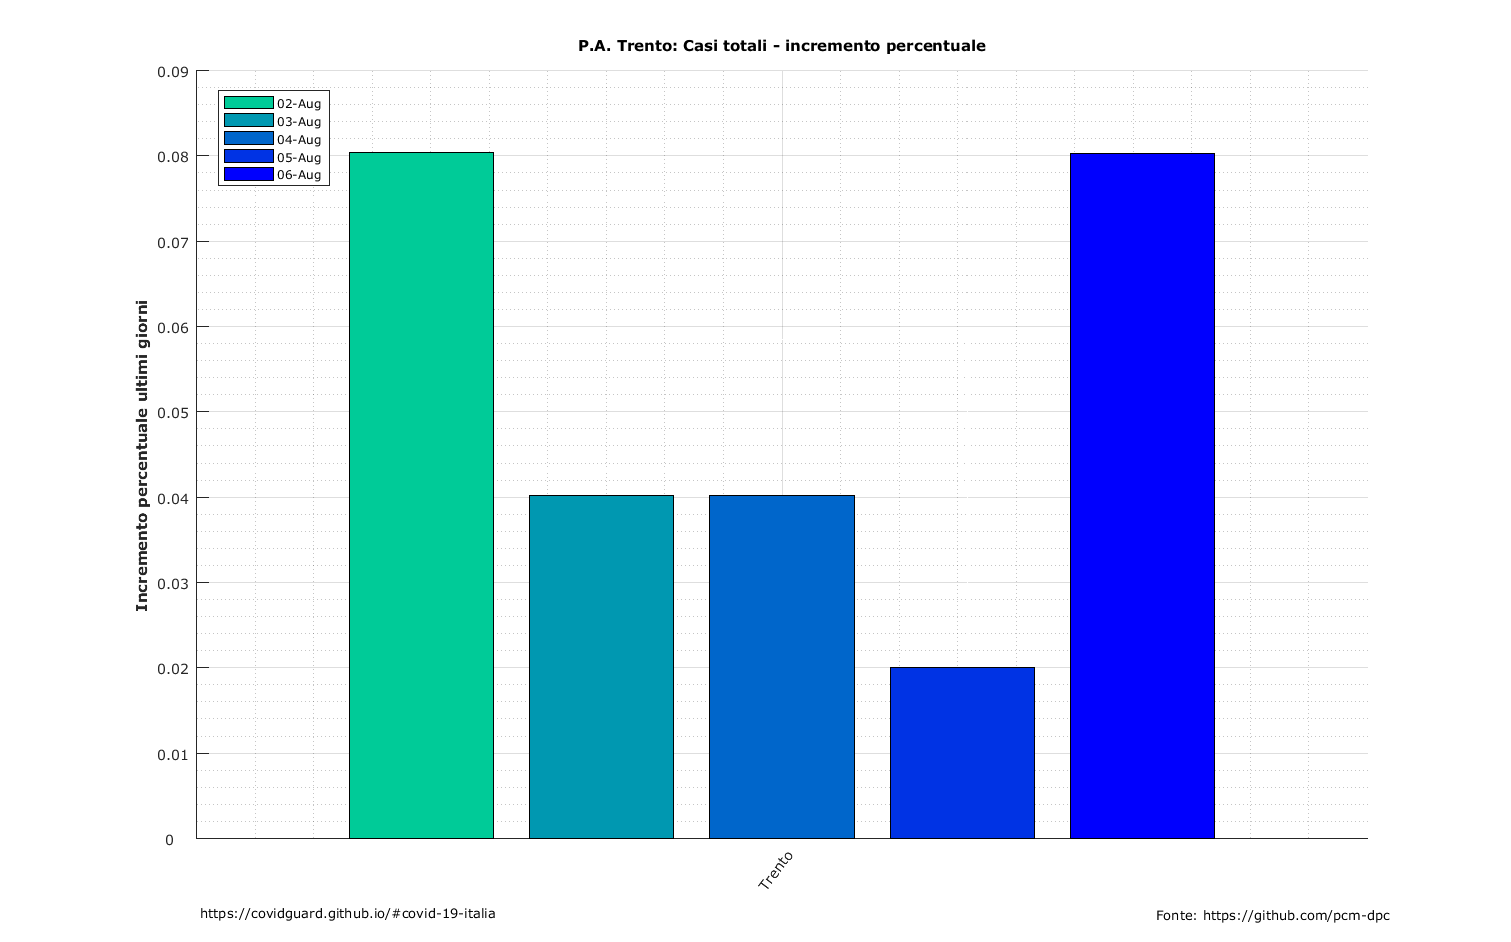 P.A. Trento: Casi totali - incremento percentuale
02-Aug
03-Aug
04-Aug
05-Aug
06-Aug
0.09
0.08
0.07
0.06
0.05
0.04
0.03
0.02
0.01
0
Incremento percentuale ultimi giorni
Trento
https://covidguard.github.io/#covid-19-italia
Fonte: https://github.com/pcm-dpc